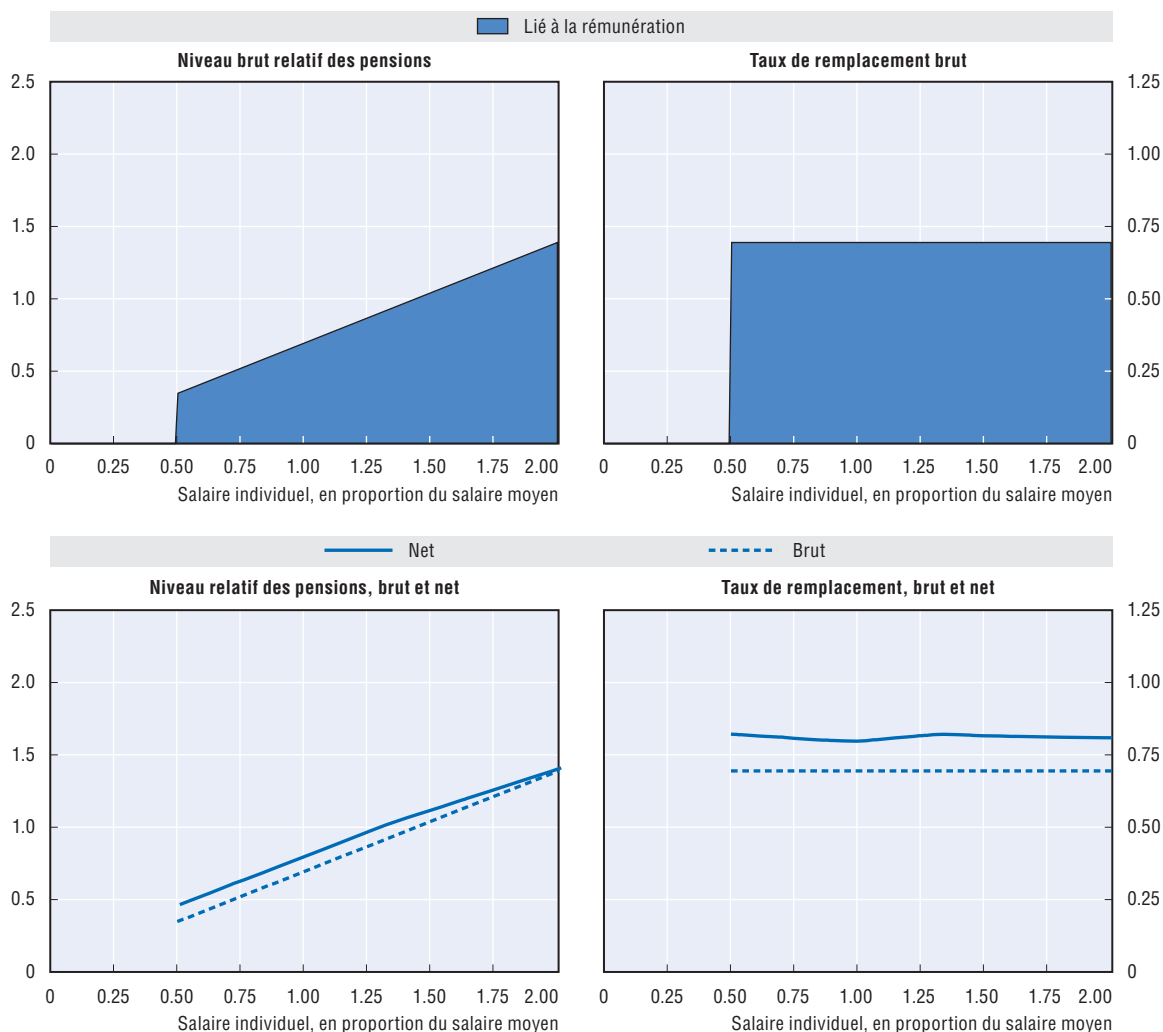 Lié à la rémunération
Niveau brut relatif des pensions
Taux de remplacement brut
2.5
2.0
1.5
1.0
0.5
0
1.25
1.00
0.75
0.50
0.25
0
0 0.25 0.50 0.75 1.00 1.25 1.50 1.75 2.00
0 0.25 0.50 0.75 1.00 1.25 1.50 1.75 2.00
Salaire individuel, en proportion du salaire moyen
Salaire individuel, en proportion du salaire moyen
Net Brut
Niveau relatif des pensions, brut et net
Taux de remplacement, brut et net
2.5
2.0
1.5
1.0
0.5
0
1.25
1.00
0.75
0.50
0.25
0
0 0.25 0.50 0.75 1.00 1.25 1.50 1.75 2.00
0 0.25 0.50 0.75 1.00 1.25 1.50 1.75 2.00
Salaire individuel, en proportion du salaire moyen
Salaire individuel, en proportion du salaire moyen